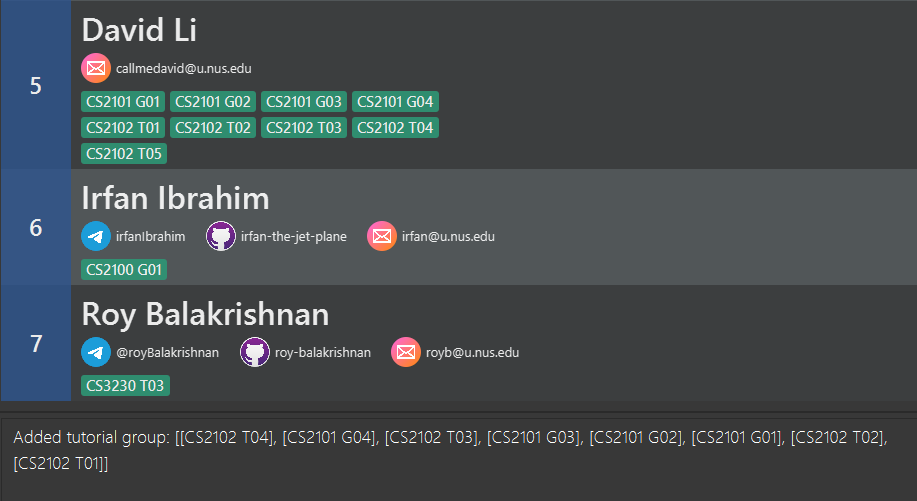 5
David Li
callmedavid@u.nus.edu
CS2101 G01 CS2101 G02 CS2101 G03 CS2101 G04
CS2102 T01 CS2102 T02 CS2102 T03 CS2102 T04
CS2102 T05
6
Irfan Ibrahim
irfanIbrahim irfan-the-jet-plane irfan@u.nus.edu
CS2100 G01
7
Roy Balakrishnan
@royBalakrishnan roy-balakrishnan royb@u.nus.edu
CS3230 T03
Added tutorial group: [[CS2102 T04], [CS2101 G04], [CS2102 T03], [CS2101 G03], [CS2101 G02], [CS2101 G01], [CS2102 T02],
[CS2102 T01]]